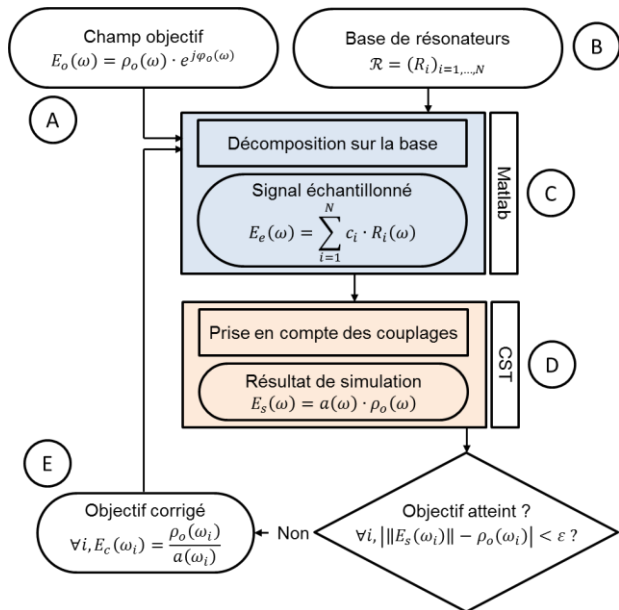 Champ objectif
E_o(ω) = ρ_o(ω) · e^{jφ_o(ω)}
A
Base de résonateurs
ℛ = (R_i)_{i=1,...,N}
B
Décomposition sur la base
Signal échantillonné
E_e(ω) = ∑_{i=1}^{N} c_i · R_i(ω)
Matlab
C
Prise en compte des couplages
Résultat de simulation
E_s(ω) = a(ω) · ρ_o(ω)
CST
D
Objectif atteint ?
∀i, |‖E_s(ω_i)‖ − ρ_o(ω_i)| < ε ?
Non
E
Objectif corrigé
∀i, E_c(ω_i) = ρ_o(ω_i) / a(ω_i)